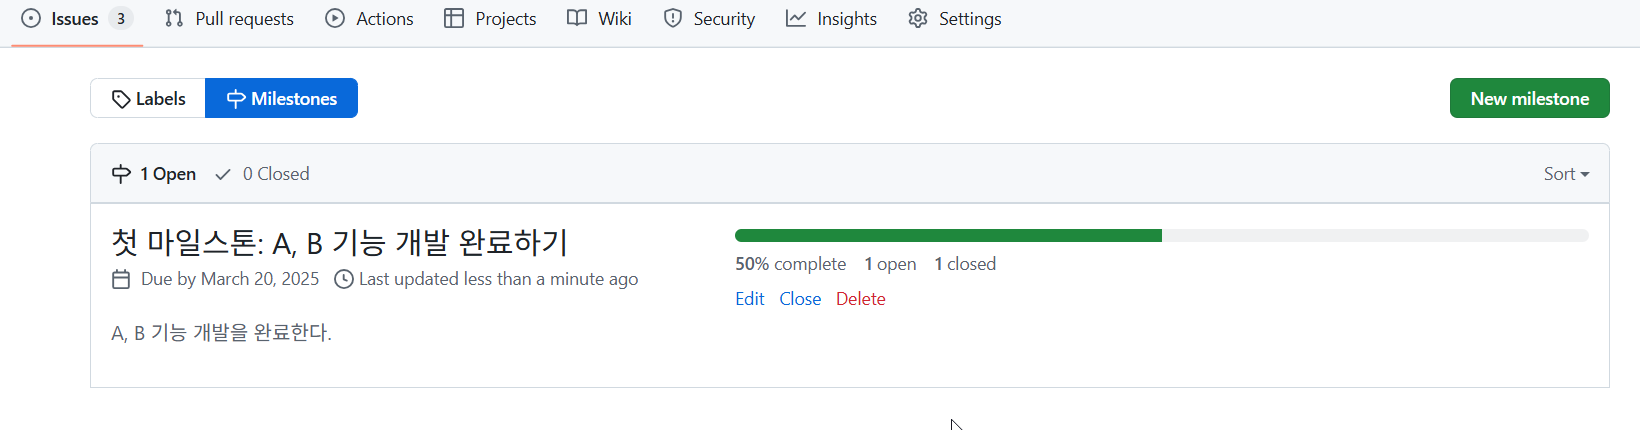 Issues 3 Pull requests Actions Projects Wiki Security Insights Settings
Labels Milestones New milestone
1 Open 0 Closed Sort
첫 마일스톤: A, B 기능 개발 완료하기
Due by March 20, 2025 Last updated less than a minute ago
A, B 기능 개발을 완료한다.
50% complete 1 open 1 closed
Edit Close Delete